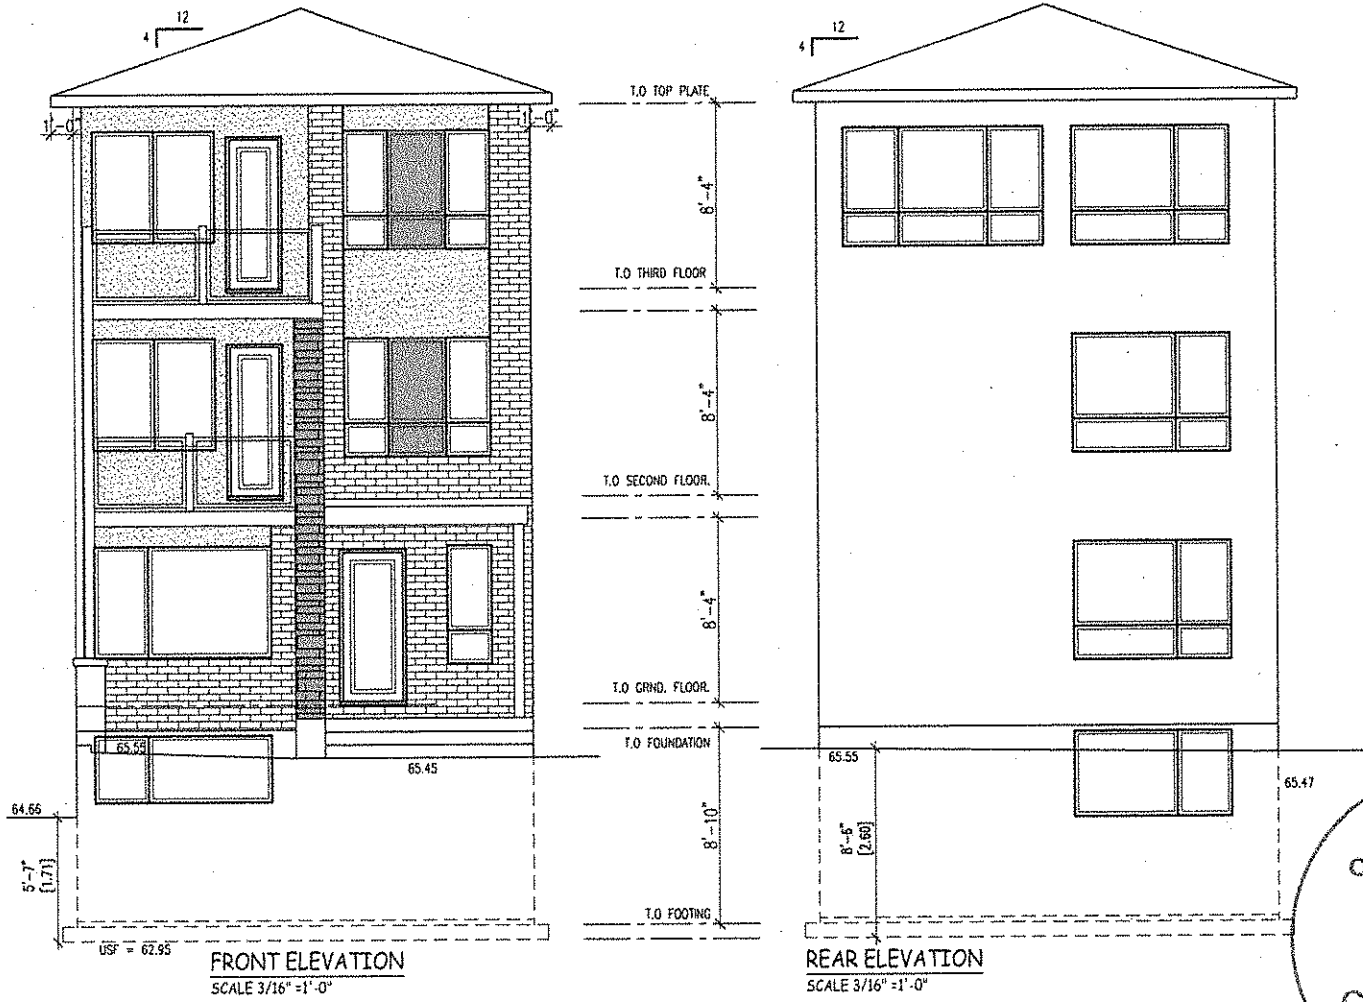 12
4
12
4
T.O TOP PLATE
1'-0"
1'-0"
8'-4"
T.O THIRD FLOOR
8'-4"
T.O SECOND FLOOR.
8'-4"
T.O GRND. FLOOR.
T.O FOUNDATION
65.55
65.45
65.55
65.47
64.66
8'-10"
8'-6"
[2.60]
5'-7"
[1.71]
T.O FOOTING
USF = 62.95
FRONT ELEVATION
SCALE 3/16" =1'-0"
REAR ELEVATION
SCALE 3/16" =1'-0"